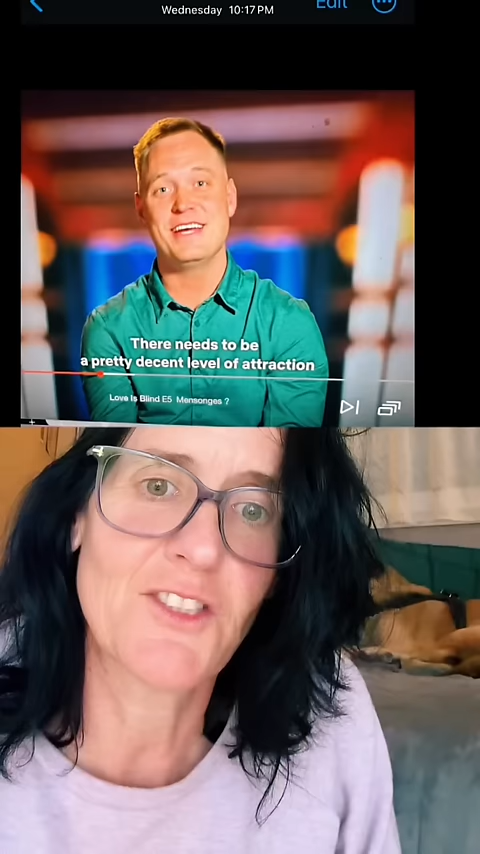 Wednesday 10:17 PM
Edit
There needs to be
a pretty decent level of attraction
Love Is Blind E5 Mensonges ?